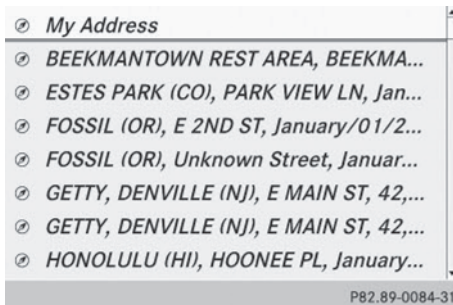 My Address
BEEKMANTOWN REST AREA, BEEKMA...
ESTES PARK (CO), PARK VIEW LN, Jan...
FOSSIL (OR), E 2ND ST, January/01/2...
FOSSIL (OR), Unknown Street, Januar...
GETTY, DENVILLE (NJ), E MAIN ST, 42,...
GETTY, DENVILLE (NJ), E MAIN ST, 42,...
HONOLULU (HI), HOONEE PL, January...
P82.89-0084-31